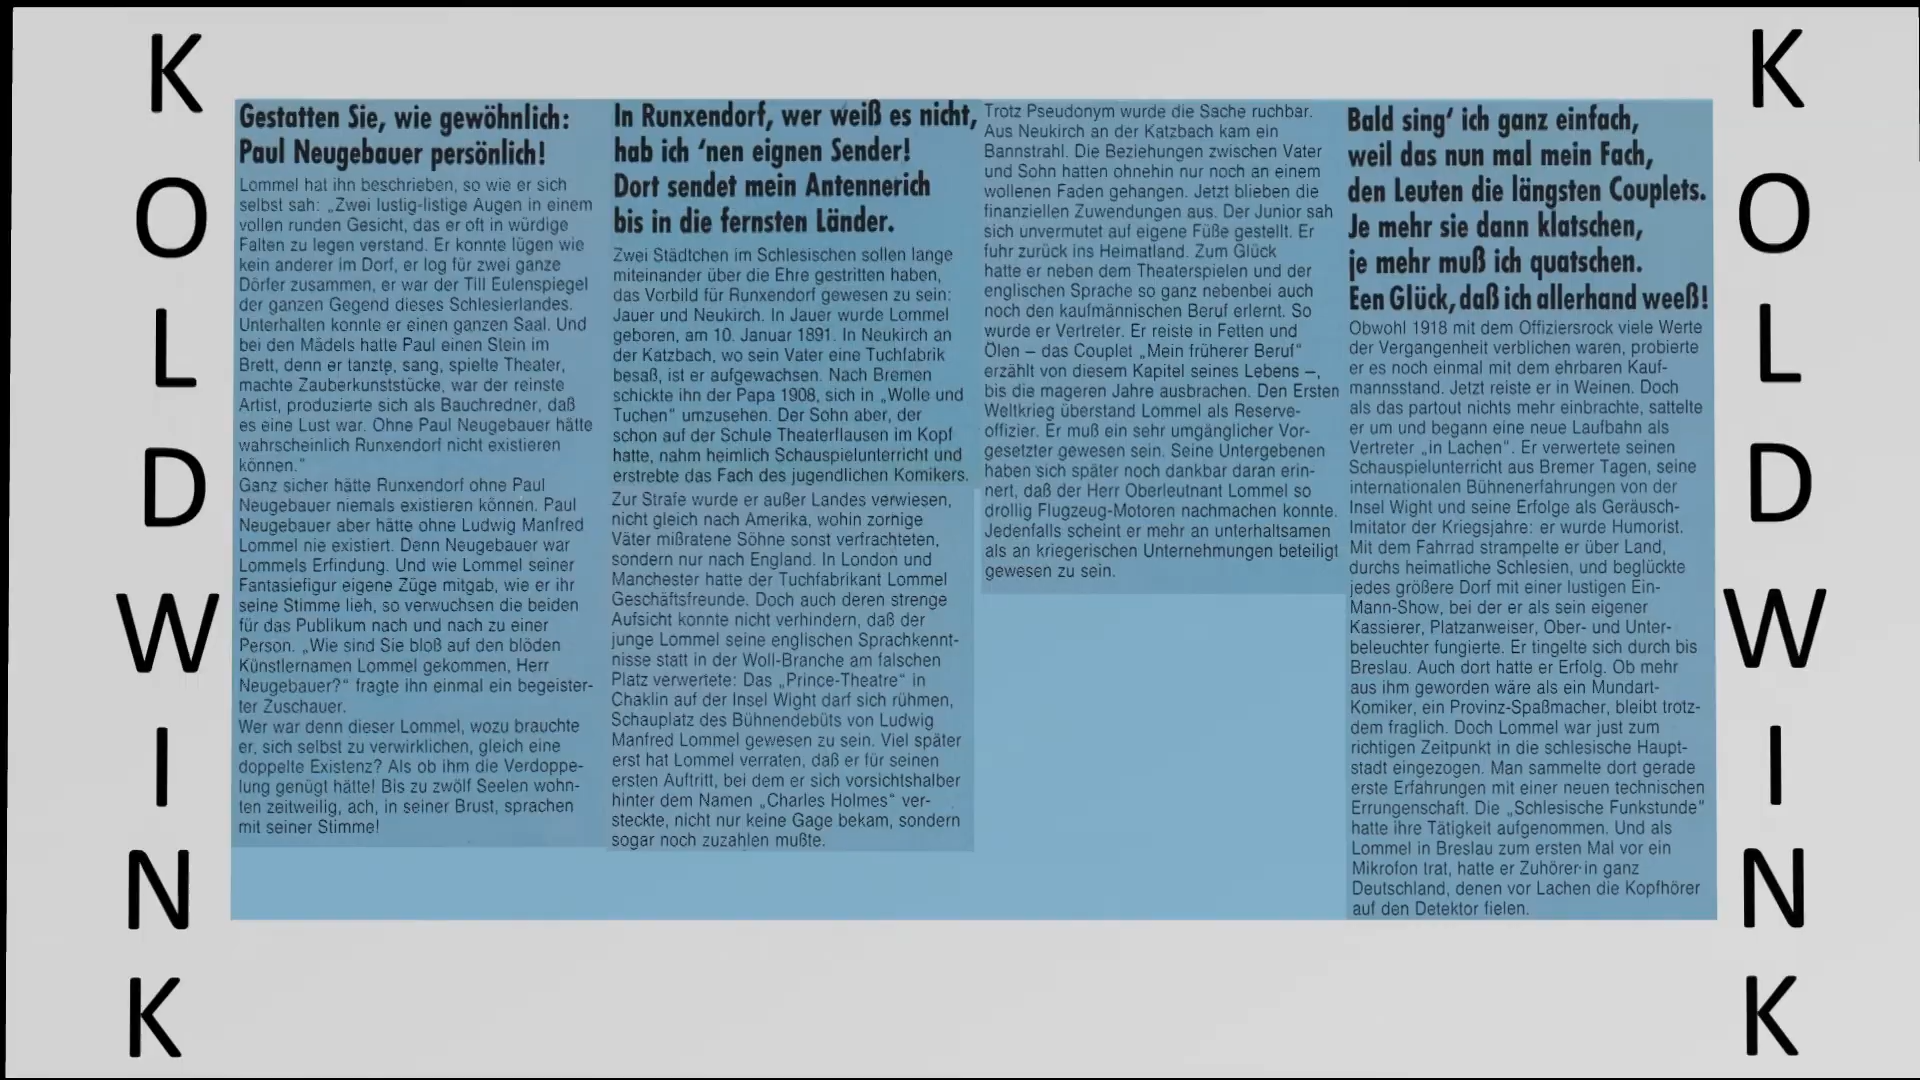 K
O
L
D
W
I
N
K
Gestatten Sie, wie gewöhnlich:
Paul Neugebauer persönlich!
Lommel hat ihn beschrieben, so wie er sich
selbst sah: „Zwei lustig-listige Augen in einem
vollen runden Gesicht, das er oft in würdige
Falten zu legen verstand. Er konnte lügen wie
kein anderer im Dorf, er log für zwei ganze
Dörfer zusammen, er war der Till Eulenspiegel
der ganzen Gegend dieses Schlesierlandes.
Unterhalten konnte er einen ganzen Saal. Und
bei den Mädels hatte Paul einen Stein im
Brett, denn er tanzte, sang, spielte Theater,
machte Zauberkunststücke, war der reinste
Artist, produzierte sich als Bauchredner, daß
es eine Lust war. Ohne Paul Neugebauer hätte
wahrscheinlich Runxendorf nicht existieren
können.“
Ganz sicher hätte Runxendorf ohne Paul
Neugebauer niemals existieren können. Paul
Neugebauer aber hätte ohne Ludwig Manfred
Lommel nie existiert. Denn Neugebauer war
Lommels Erfindung. Und wie Lommel seiner
Fantasiefigur eigene Züge mitgab, wie er ihr
seine Stimme lieh, so verwuchsen die beiden
für das Publikum nach und nach zu einer
Person. „Wie sind Sie bloß auf den blöden
Künstlernamen Lommel gekommen, Herr
Neugebauer?“ fragte ihn einmal ein begeister-
ter Zuschauer.
Wer war denn dieser Lommel, wozu brauchte
er, sich selbst zu verwirklichen, gleich eine
doppelte Existenz? Als ob ihm die Verdoppe-
lung genügt hätte! Bis zu zwölf Seelen wohn-
ten zeitweilig, ach, in seiner Brust, sprachen
mit seiner Stimme!
In Runxendorf, wer weiß es nicht,
hab ich ‘nen eignen Sender!
Dort sendet mein Antennerich
bis in die fernsten Länder.
Zwei Städtchen im Schlesischen sollen lange
miteinander über die Ehre gestritten haben,
das Vorbild für Runxendorf gewesen zu sein:
Jauer und Neukirch. In Jauer wurde Lommel
geboren, am 10. Januar 1891. In Neukirch an
der Katzbach, wo sein Vater eine Tuchfabrik
besaß, ist er aufgewachsen. Nach Bremen
schickte ihn der Papa 1908, sich in „Wolle und
Tuchen“ umzusehen. Der Sohn aber, der
schon auf der Schule Theaterflausen im Kopf
hatte, nahm heimlich Schauspielunterricht und
erstrebte das Fach des jugendlichen Komikers.
Zur Strafe wurde er außer Landes verwiesen,
nicht gleich nach Amerika, wohin zornige
Väter mißratene Söhne sonst verfrachteten,
sondern nur nach England. In London und
Manchester hatte der Tuchfabrikant Lommel
Geschäftsfreunde. Doch auch deren strenge
Aufsicht konnte nicht verhindern, daß der
junge Lommel seine englischen Sprachkennt-
nisse statt in der Woll-Branche am falschen
Platz verwertete: Das „Prince-Theatre“ in
Chaklin auf der Insel Wight darf sich rühmen,
Schauplatz des Bühnendebüts von Ludwig
Manfred Lommel gewesen zu sein. Viel später
erst hat Lommel verraten, daß er für seinen
ersten Auftritt, bei dem er sich vorsichtshalber
hinter dem Namen „Charles Holmes“ ver-
steckte, nicht nur keine Gage bekam, sondern
sogar noch zuzahlen mußte.
Trotz Pseudonym wurde die Sache ruchbar.
Aus Neukirch an der Katzbach kam ein
Bannstrahl. Die Beziehungen zwischen Vater
und Sohn hatten ohnehin nur noch an einem
wollenen Faden gehangen. Jetzt blieben die
finanziellen Zuwendungen aus. Der Junior sah
sich unvermutet auf eigene Füße gestellt. Er
fuhr zurück ins Heimatland. Zum Glück
hatte er neben dem Theaterspielen und der
englischen Sprache so ganz nebenbei auch
noch den kaufmännischen Beruf erlernt. So
wurde er Vertreter. Er reiste in Fetten und
Ölen – das Couplet „Mein früherer Beruf“
erzählt von diesem Kapitel seines Lebens –,
bis die mageren Jahre ausbrachen. Den Ersten
Weltkrieg überstand Lommel als Reserve-
offizier. Er muß ein sehr umgänglicher Vor-
gesetzter gewesen sein. Seine Untergebenen
haben sich später noch dankbar daran erin-
nert, daß der Herr Oberleutnant Lommel so
drollig Flugzeug-Motoren nachmachen konnte.
Jedenfalls scheint er mehr an unterhaltsamen
als an kriegerischen Unternehmungen beteiligt
gewesen zu sein.
Bald sing‘ ich ganz einfach,
weil das nun mal mein Fach,
den Leuten die längsten Couplets.
Je mehr sie dann klatschen,
je mehr muß ich quatschen.
Een Glück, daß ich allerhand weeß!
Obwohl 1918 mit dem Offiziersrock viele Werte
der Vergangenheit verblichen waren, probierte
er es noch einmal mit dem ehrbaren Kauf-
mannsstand. Jetzt reiste er in Weinen. Doch
als das partout nichts mehr einbrachte, sattelte
er um und begann eine neue Laufbahn als
Vertreter „in Lachen“. Er verwertete seinen
Schauspielunterricht aus Bremer Tagen, seine
internationalen Bühnenerfahrungen von der
Insel Wight und seine Erfolge als Geräusch-
Imitator der Kriegsjahre: er wurde Humorist.
Mit dem Fahrrad strampelte er über Land,
durchs heimatliche Schlesien, und beglückte
jedes größere Dorf mit einer lustigen Ein-
Mann-Show, bei der er als sein eigener
Kassierer, Platzanweiser, Ober- und Unter-
beleuchter fungierte. Er tingelte sich durch bis
Breslau. Auch dort hatte er Erfolg. Ob mehr
aus ihm geworden wäre als ein Mundart-
Komiker, ein Provinz-Spaßmacher, bleibt trotz-
dem fraglich. Doch Lommel war just zum
richtigen Zeitpunkt in die schlesische Haupt-
stadt eingezogen. Man sammelte dort gerade
erste Erfahrungen mit einer neuen technischen
Errungenschaft. Die „Schlesische Funkstunde“
hatte ihre Tätigkeit aufgenommen. Und als
Lommel in Breslau zum ersten Mal vor ein
Mikrofon trat, hatte er Zuhörer in ganz
Deutschland, denen vor Lachen die Kopfhörer
auf den Detektor fielen.
K
O
L
D
W
I
N
K